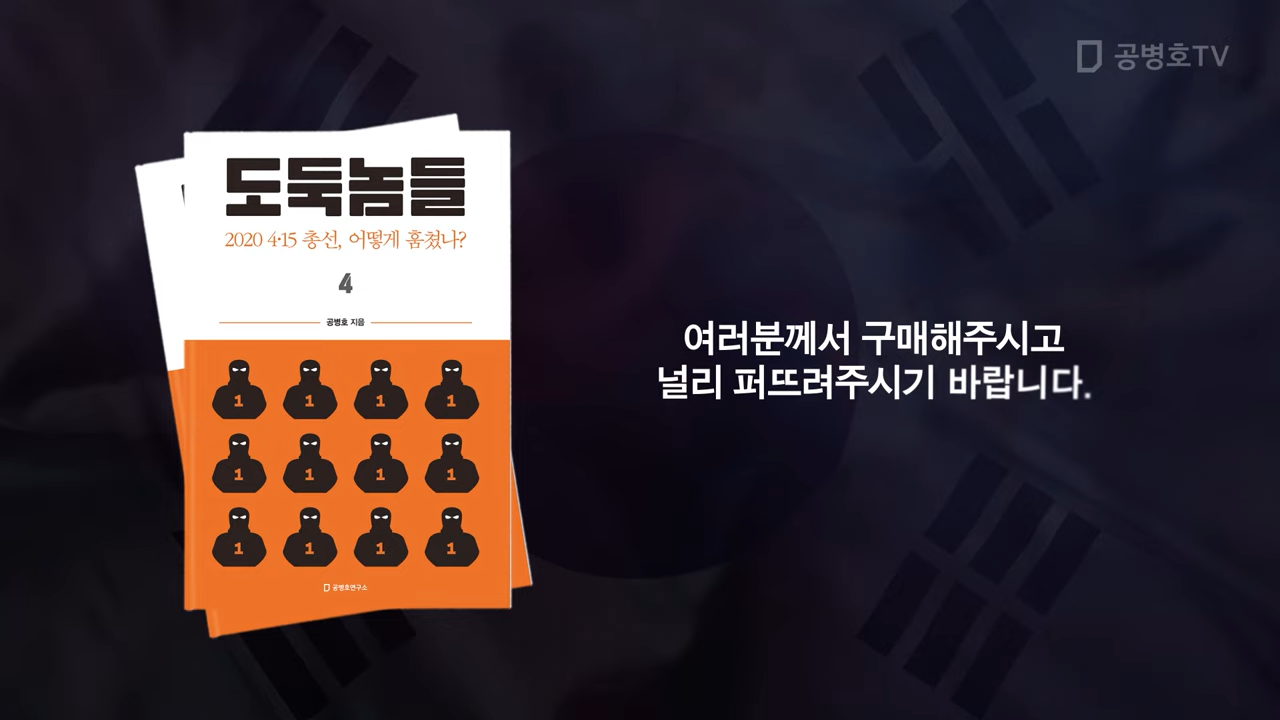 공병호TV
도둑놈들
2020 4·15 총선, 어떻게 훔쳤나?
4
공병호 지음
1 1 1 1
1 1 1 1
1 1 1 1
공병호연구소
여러분께서 구매해주시고
널리 퍼뜨려주시기 바랍니다.